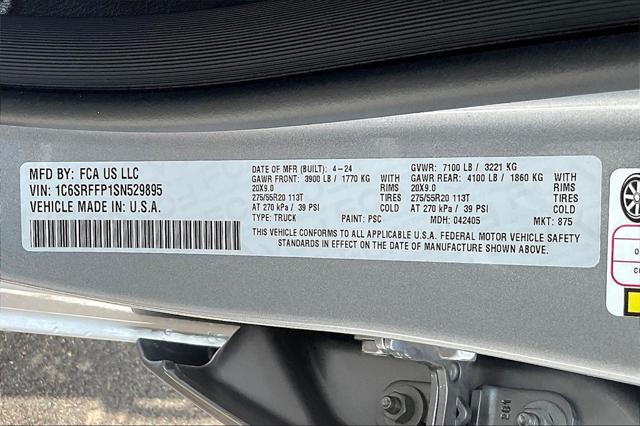 MFD BY: FCA US LLC
VIN: 1C6SRFFP1SN529895
VEHICLE MADE IN: U.S.A.
DATE OF MFR (BUILT): 4-24 GVWR: 7100 LB / 3221 KG
GAWR FRONT: 3900 LB / 1770 KG WITH GAWR REAR: 4100 LB / 1860 KG WITH
20X9.0 RIMS 20X9.0 RIMS
275/55R20 113T TIRES 275/55R20 113T TIRES
AT 270 kPa / 39 PSI COLD AT 270 kPa / 39 PSI COLD
TYPE: TRUCK PAINT: PSC MDH: 042405 MKT: 875
THIS VEHICLE CONFORMS TO ALL APPLICABLE U.S.A. FEDERAL MOTOR VEHICLE SAFETY
STANDARDS IN EFFECT ON THE DATE OF MANUFACTURE SHOWN ABOVE.